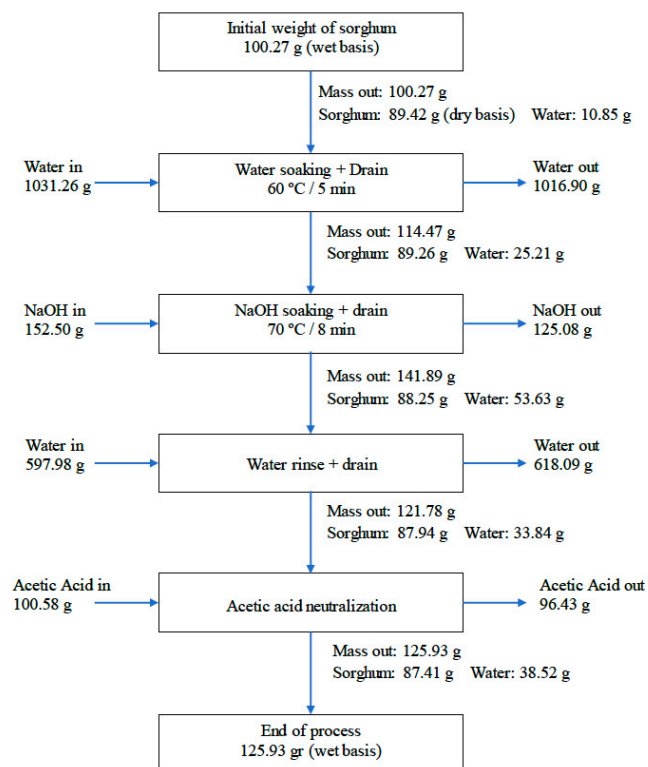 Initial weight of sorghum
100.27 g (wet basis)
Mass out: 100.27 g
Sorghum: 89.42 g (dry basis) Water: 10.85 g
Water in
1031.26 g
Water soaking + Drain
60 ºC / 5 min
Water out
1016.90 g
Mass out: 114.47 g
Sorghum: 89.26 g Water: 25.21 g
NaOH in
152.50 g
NaOH soaking + drain
70 ºC / 8 min
NaOH out
125.08 g
Mass out: 141.89 g
Sorghum: 88.25 g Water: 53.63 g
Water in
597.98 g
Water rinse + drain
Water out
618.09 g
Mass out: 121.78 g
Sorghum: 87.94 g Water: 33.84 g
Acetic Acid in
100.58 g
Acetic acid neutralization
Acetic Acid out
96.43 g
Mass out: 125.93 g
Sorghum: 87.41 g Water: 38.52 g
End of process
125.93 gr (wet basis)